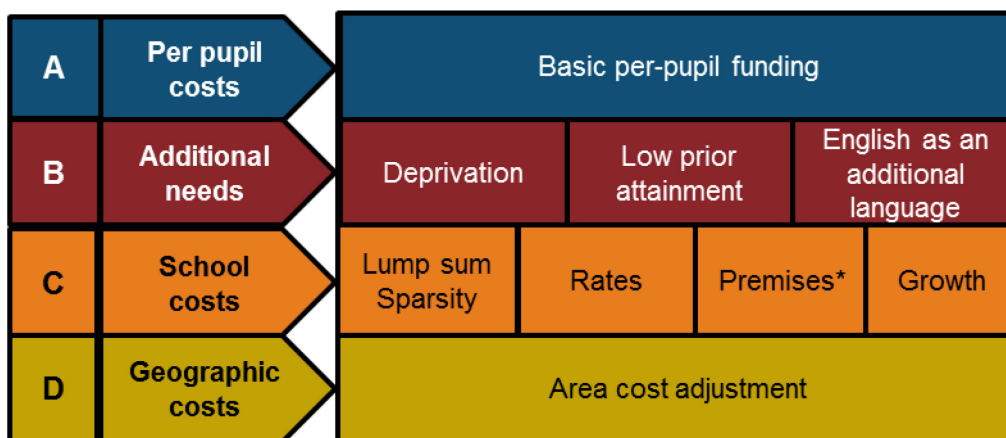 A
Per pupil
costs
Basic per-pupil funding
B
Additional
needs
Deprivation
Low prior
attainment
English as an
additional
language
C
School
costs
Lump sum
Sparsity
Rates
Premises*
Growth
D
Geographic
costs
Area cost adjustment